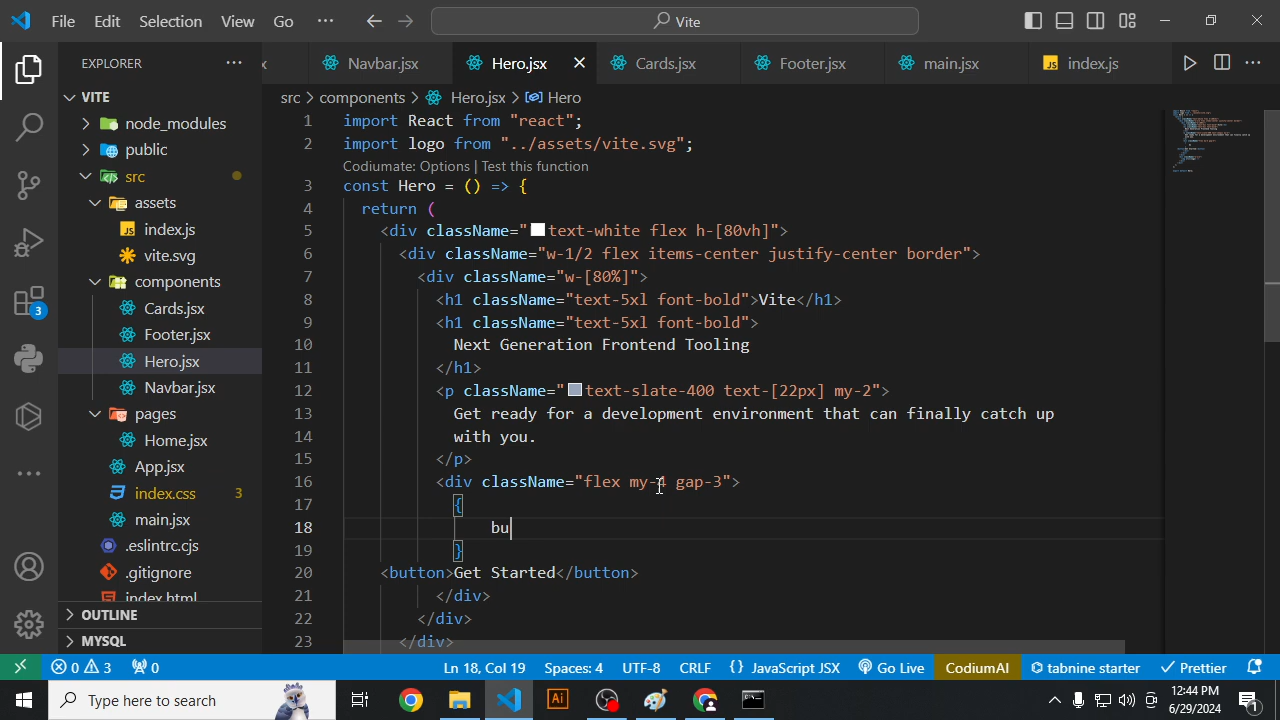 File Edit Selection View Go ··· Vite
EXPLORER ···
Navbar.jsx Hero.jsx Cards.jsx Footer.jsx main.jsx JS index.js
src > components > Hero.jsx > Hero
VITE
node_modules
public
src
assets
JS index.js
vite.svg
components
Cards.jsx
Footer.jsx
Hero.jsx
Navbar.jsx
pages
Home.jsx
App.jsx
index.css 3
main.jsx
.eslintrc.cjs
.gitignore
index.html
OUTLINE
MYSQL
3
1 import React from "react";
2 import logo from "../assets/vite.svg";
Codiumate: Options | Test this function
3 const Hero = () => {
4 return (
5 <div className="text-white flex h-[80vh]">
6 <div className="w-1/2 flex items-center justify-center border">
7 <div className="w-[80%]">
8 <h1 className="text-5xl font-bold">Vite</h1>
9 <h1 className="text-5xl font-bold">
10 Next Generation Frontend Tooling
11 </h1>
12 <p className="text-slate-400 text-[22px] my-2">
13 Get ready for a development environment that can finally catch up
14 with you.
15 </p>
16 <div className="flex my-4 gap-3">
17 {
18 bu
19 }
20 <button>Get Started</button>
21 </div>
22 </div>
23 </div>
0 3 0 Ln 18, Col 19 Spaces: 4 UTF-8 CRLF {} JavaScript JSX Go Live CodiumAI tabnine starter Prettier
Type here to search Ai 12:44 PM
6/29/2024 1